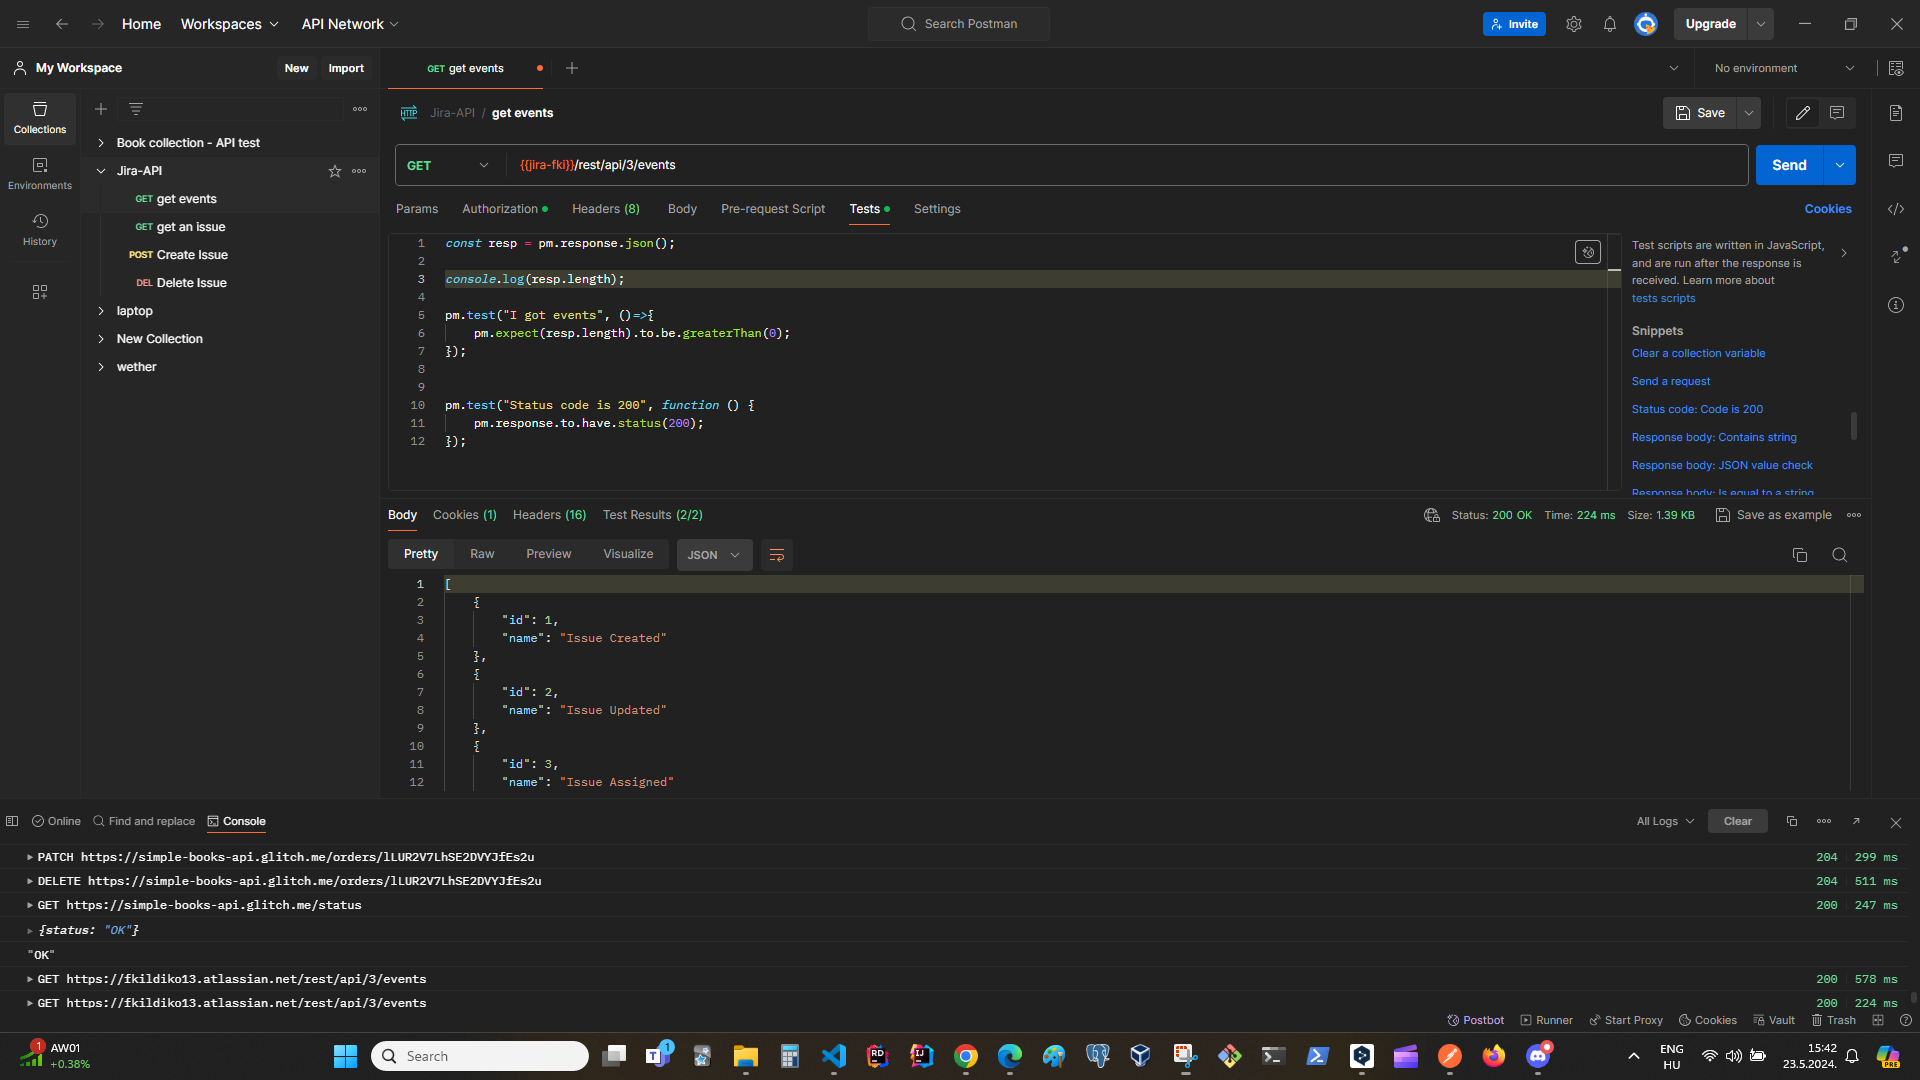 Home Workspaces API Network Search Postman Invite Upgrade
My Workspace New Import GET get events No environment
Collections
Environments
History
Book collection - API test
Jira-API
GET get events
GET get an issue
POST Create Issue
DEL Delete Issue
laptop
New Collection
wether
HTTP Jira-API / get events Save
GET {{jira-fki}}/rest/api/3/events Send
Params Authorization Headers (8) Body Pre-request Script Tests Settings Cookies
1 const resp = pm.response.json();
2
3 console.log(resp.length);
4
5 pm.test("I got events", ()=>{
6 pm.expect(resp.length).to.be.greaterThan(0);
7 });
8
9
10 pm.test("Status code is 200", function () {
11 pm.response.to.have.status(200);
12 });
Test scripts are written in JavaScript,
and are run after the response is
received. Learn more about
tests scripts
Snippets
Clear a collection variable
Send a request
Status code: Code is 200
Response body: Contains string
Response body: JSON value check
Response body: Is equal to a string
Body Cookies (1) Headers (16) Test Results (2/2) Status: 200 OK Time: 224 ms Size: 1.39 KB Save as example
Pretty Raw Preview Visualize JSON
1 [
2 {
3 "id": 1,
4 "name": "Issue Created"
5 },
6 {
7 "id": 2,
8 "name": "Issue Updated"
9 },
10 {
11 "id": 3,
12 "name": "Issue Assigned"
Online Find and replace Console All Logs Clear
PATCH https://simple-books-api.glitch.me/orders/lLUR2V7LhSE2DVYJfEs2u 204 299 ms
DELETE https://simple-books-api.glitch.me/orders/lLUR2V7LhSE2DVYJfEs2u 204 511 ms
GET https://simple-books-api.glitch.me/status 200 247 ms
{status: "OK"}
"OK"
GET https://fkildiko13.atlassian.net/rest/api/3/events 200 578 ms
GET https://fkildiko13.atlassian.net/rest/api/3/events 200 224 ms
Postbot Runner Start Proxy Cookies Vault Trash
1 AW01
+0.38%
Search
1
RD
IJ
ENG
HU
15:42
23.5.2024.
PRE